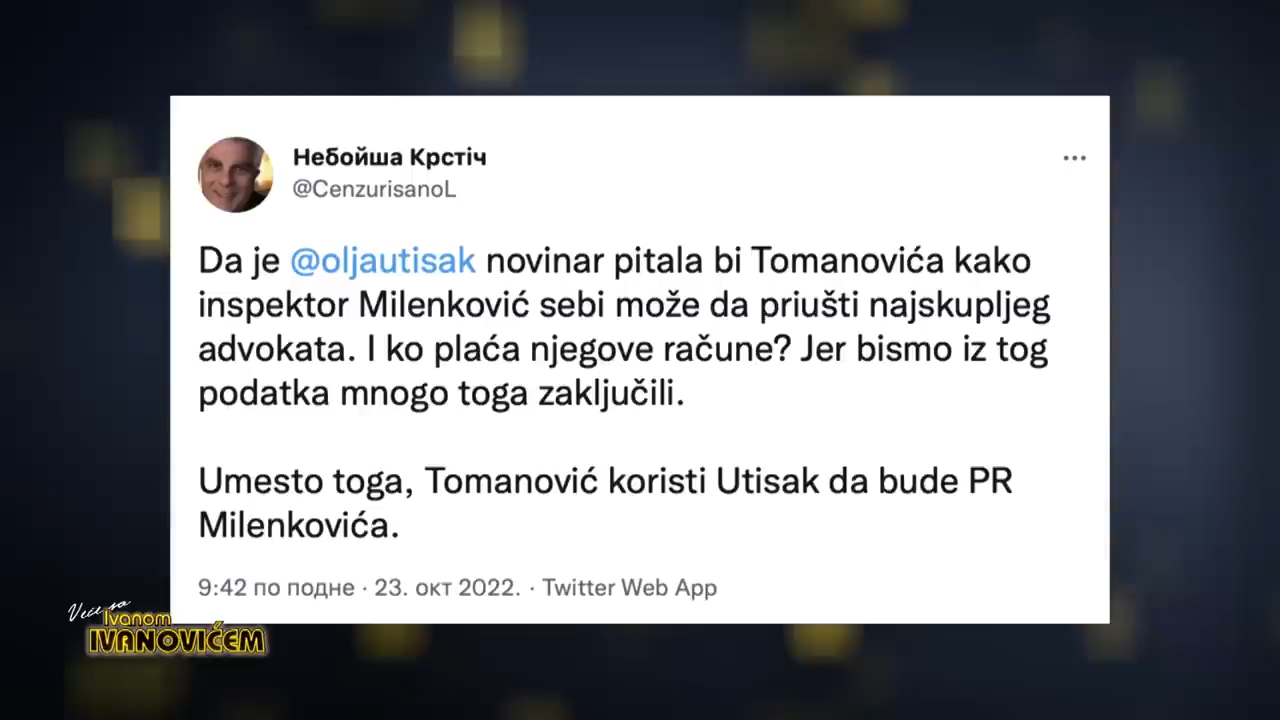 Небойша Крстіч
@CenzurisanoL
Da je @oljautisak novinar pitala bi Tomanovića kako
inspektor Milenković sebi može da priušti najskupljeg
advokata. I ko plaća njegove račune? Jer bismo iz tog
podatka mnogo toga zaključili.
Umesto toga, Tomanović koristi Utisak da bude PR
Milenkovića.
9:42 по подне · 23. окт 2022. · Twitter Web App
Veče sa
Ivanom
IVANOVIĆEM